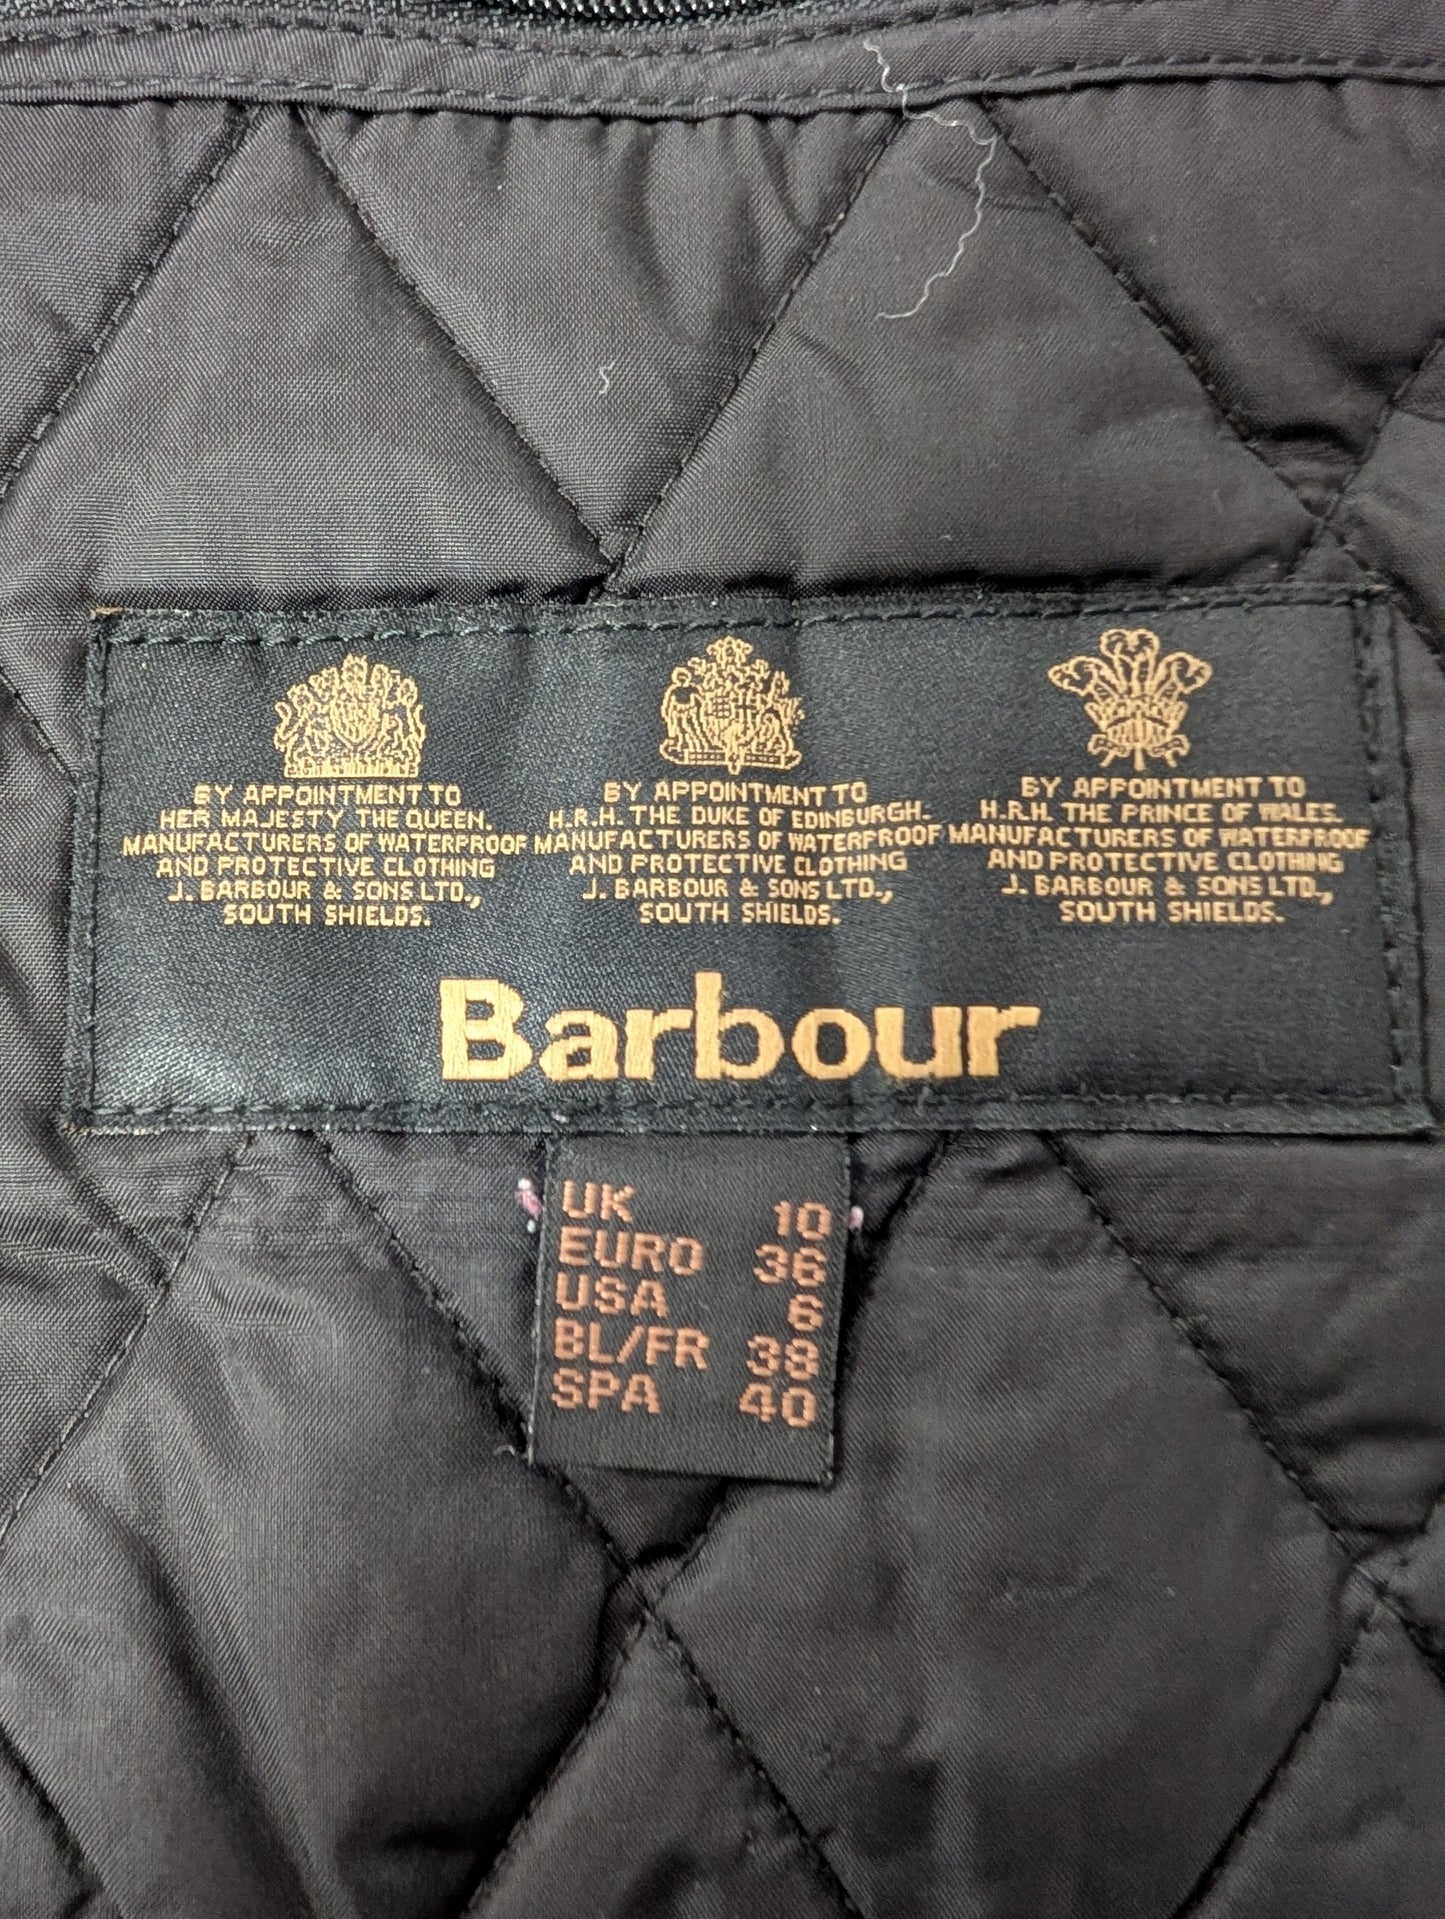 BY APPOINTMENT TO
HER MAJESTY THE QUEEN.
MANUFACTURERS OF WATERPROOF
AND PROTECTIVE CLOTHING
J. BARBOUR & SONS LTD.,
SOUTH SHIELDS.
BY APPOINTMENT TO
H.R.H. THE DUKE OF EDINBURGH.
MANUFACTURERS OF WATERPROOF
AND PROTECTIVE CLOTHING
J. BARBOUR & SONS LTD.,
SOUTH SHIELDS.
BY APPOINTMENT TO
H.R.H. THE PRINCE OF WALES.
MANUFACTURERS OF WATERPROOF
AND PROTECTIVE CLOTHING
J. BARBOUR & SONS LTD.,
SOUTH SHIELDS.
Barbour
UK 10
EURO 36
USA 6
BL/FR 38
SPA 40